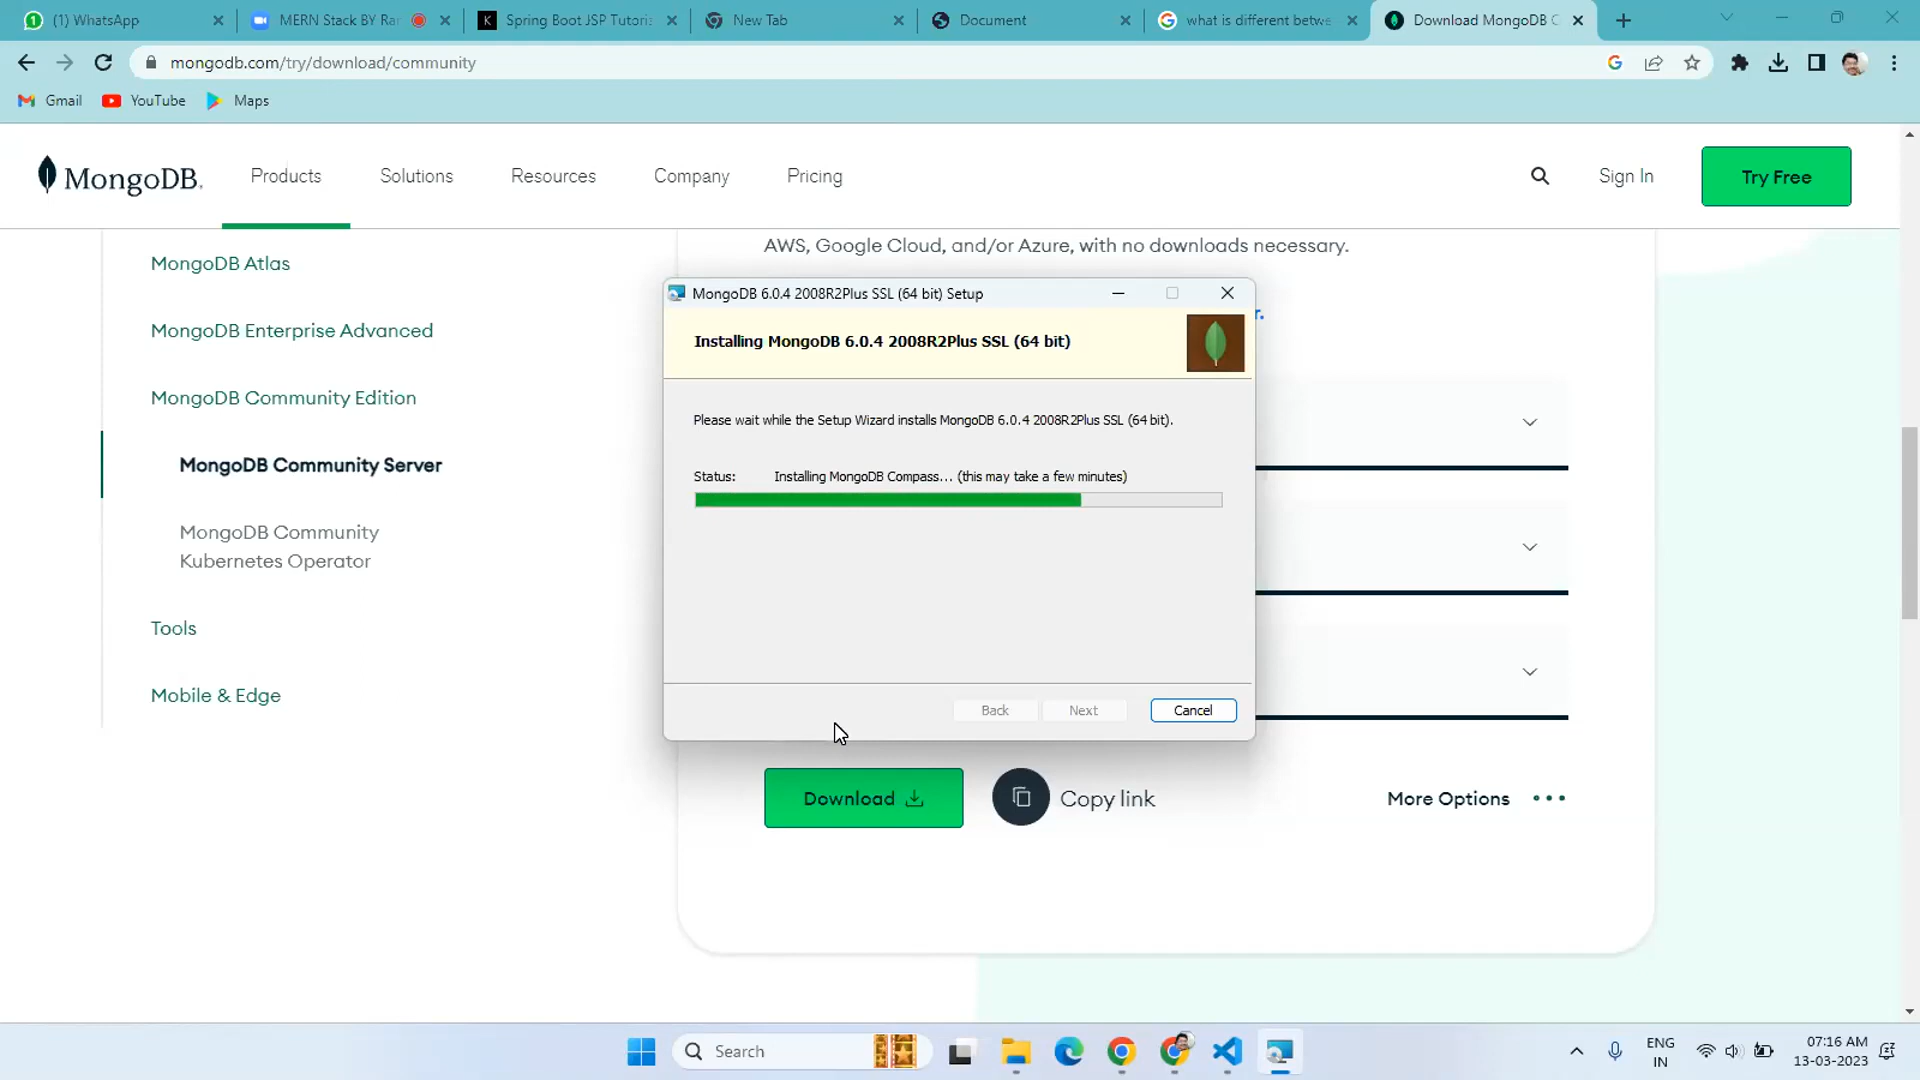 (1) WhatsApp
MERN Stack BY Rar
Spring Boot JSP Tutoria
New Tab
Document
what is different betwe
Download MongoDB C
mongodb.com/try/download/community
Gmail
YouTube
Maps
MongoDB.
Products
Solutions
Resources
Company
Pricing
Sign In
Try Free
AWS, Google Cloud, and/or Azure, with no downloads necessary.
MongoDB Atlas
MongoDB Enterprise Advanced
MongoDB Community Edition
MongoDB Community Server
MongoDB Community
Kubernetes Operator
Tools
Mobile & Edge
MongoDB 6.0.4 2008R2Plus SSL (64 bit) Setup
Installing MongoDB 6.0.4 2008R2Plus SSL (64 bit)
Please wait while the Setup Wizard installs MongoDB 6.0.4 2008R2Plus SSL (64 bit).
Status: Installing MongoDB Compass... (this may take a few minutes)
Back
Next
Cancel
r.
Download
Copy link
More Options
Search
ENG
IN
07:16 AM
13-03-2023